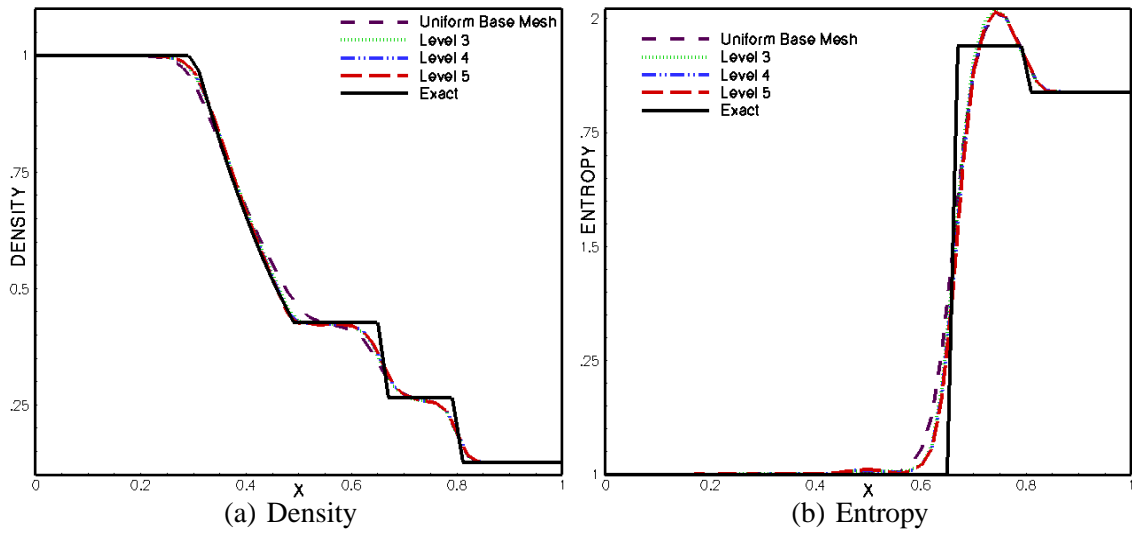 Uniform Base Mesh
Level 3
Level 4
Level 5
Exact
1
.75
0.5
.25
DENSITY
0
0.2
0.4
0.6
0.8
1
X
(a) Density
Uniform Base Mesh
Level 3
Level 4
Level 5
Exact
2
.75
1.5
.25
1
ENTROPY
0
0.2
0.4
0.6
0.8
1
X
(b) Entropy